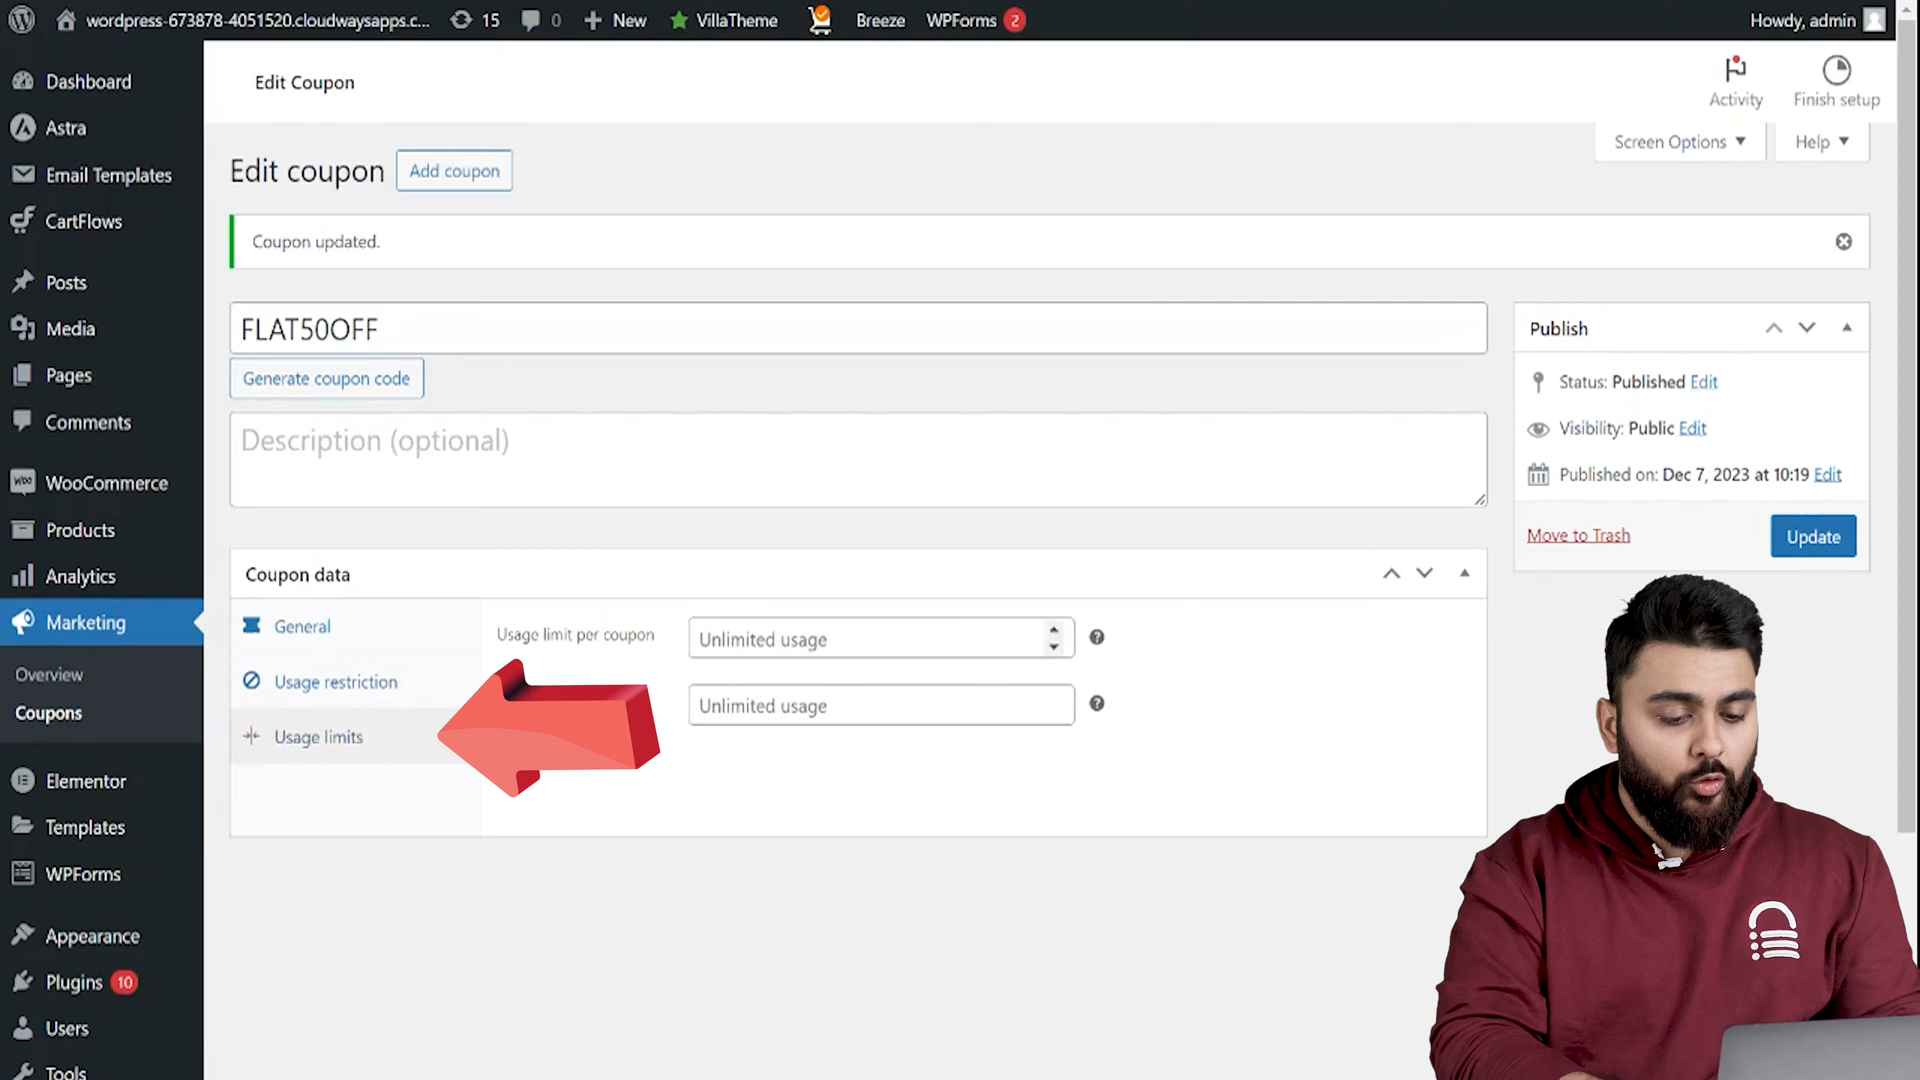 wordpress-673878-4051520.cloudwaysapps.c...
15
0
New
VillaTheme
Breeze
WPForms 2
Howdy, admin
Dashboard
Astra
Email Templates
CartFlows
Posts
Media
Pages
Comments
WooCommerce
Products
Analytics
Marketing
Overview
Coupons
Elementor
Templates
WPForms
Appearance
Plugins 10
Users
Tools
Edit Coupon
Activity
Finish setup
Screen Options
Help
Edit coupon
Add coupon
Coupon updated.
FLAT50OFF
Generate coupon code
Description (optional)
Publish
Status: Published Edit
Visibility: Public Edit
Published on: Dec 7, 2023 at 10:19 Edit
Move to Trash
Update
Coupon data
General
Usage restriction
Usage limits
Usage limit per coupon
Unlimited usage
Unlimited usage